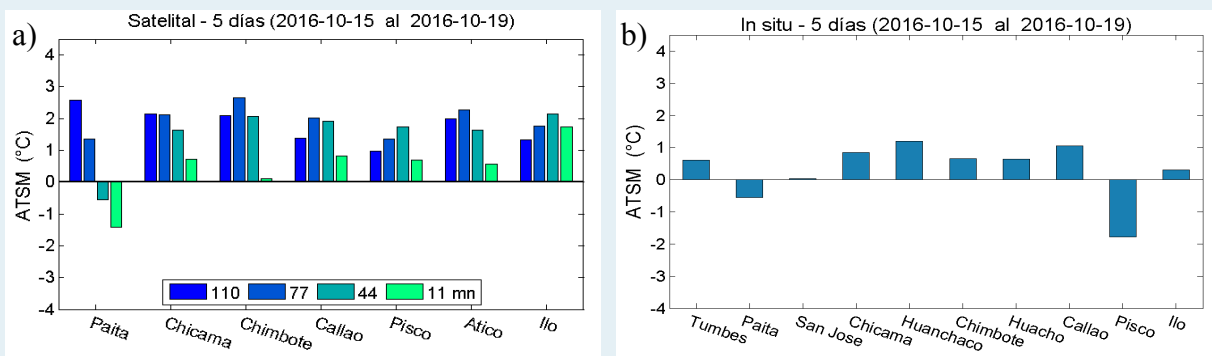 a)
Satelital - 5 días (2016-10-15 al 2016-10-19)
ATSM (°C)
4
3
2
1
0
-1
-2
-3
-4
110 77 44 11 mn
Paita Chicama Chimbote Callao Pisco Atico Ilo
b)
In situ - 5 días (2016-10-15 al 2016-10-19)
ATSM (°C)
4
3
2
1
0
-1
-2
-3
-4
Tumbes Paita San Jose Chicama Huanchaco Chimbote Huacho Callao Pisco Ilo